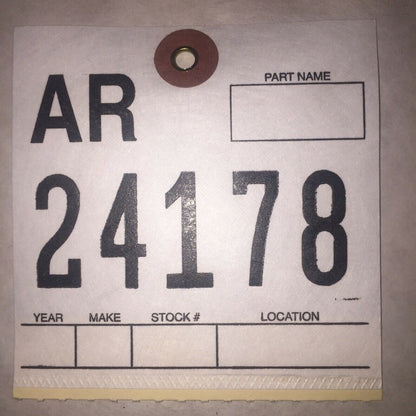 AR
PART NAME
24178
YEAR MAKE STOCK # LOCATION